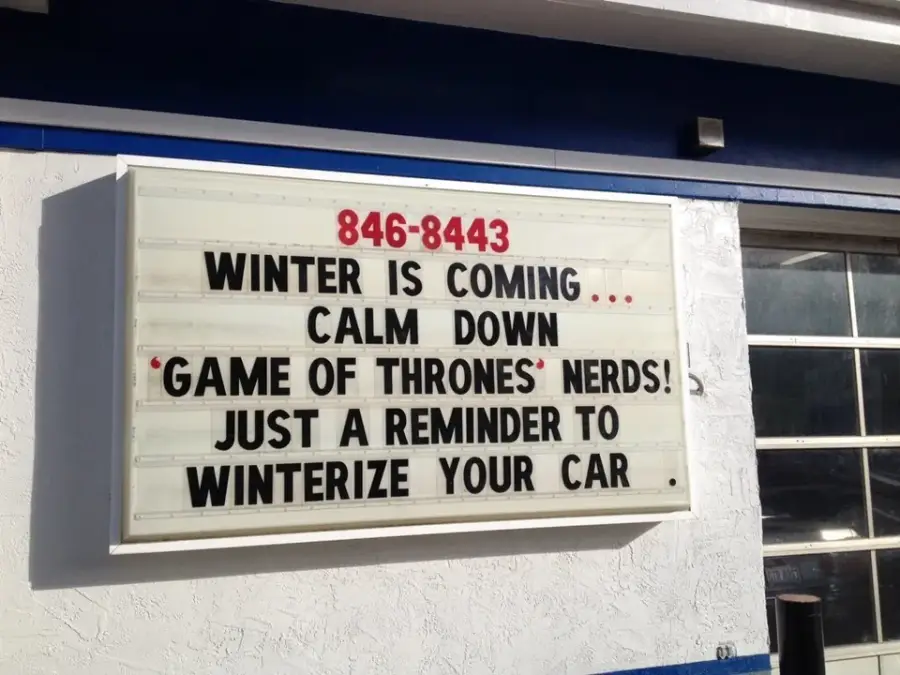 846-8443
WINTER IS COMING...
CALM DOWN
'GAME OF THRONES' NERDS!
JUST A REMINDER TO
WINTERIZE YOUR CAR .